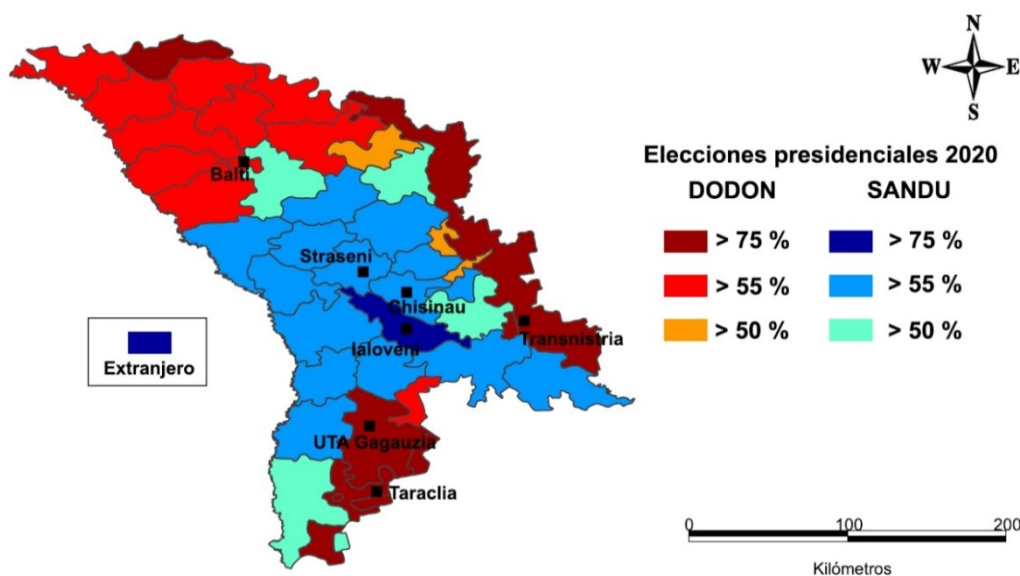 N
W E
S
Elecciones presidenciales 2020
DODON SANDU
> 75 % > 75 %
> 55 % > 55 %
> 50 % > 50 %
Balti
Straseni
Chisinau
Ialoveni
Transnistria
Extranjero
UTA Gagauzia
Taraclia
0 100 200
Kilómetros